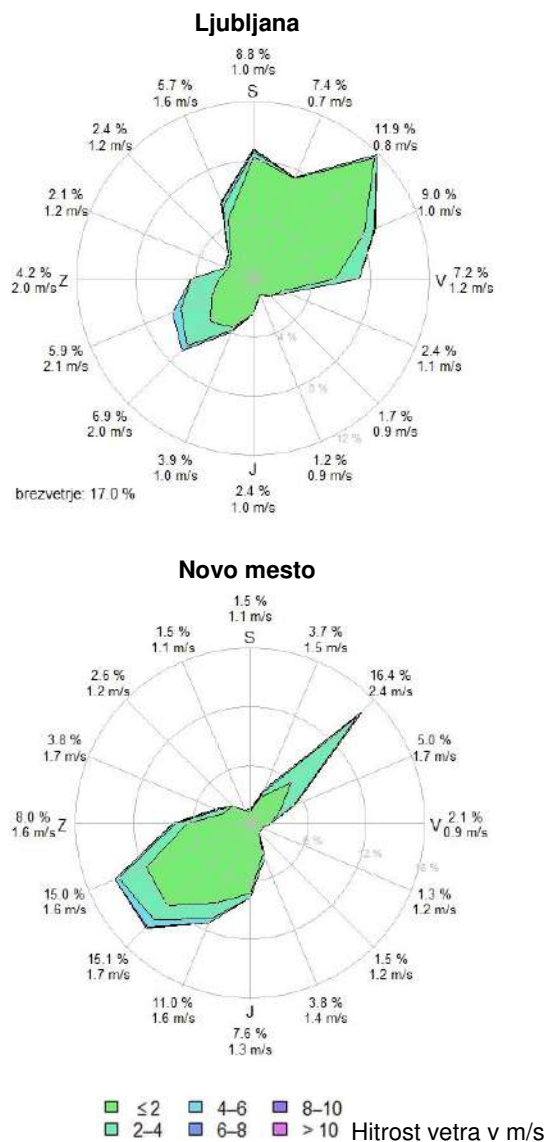 Ljubljana
8.8 %
1.0 m/s
S
5.7 %
1.6 m/s
7.4 %
0.7 m/s
2.4 %
1.2 m/s
11.9 %
0.8 m/s
2.1 %
1.2 m/s
9.0 %
1.0 m/s
4.2 %
2.0 m/s
Z
V
7.2 %
1.2 m/s
5.9 %
2.1 m/s
2.4 %
1.1 m/s
4 %
8 %
12 %
6.9 %
2.0 m/s
1.7 %
0.9 m/s
3.9 %
1.0 m/s
1.2 %
0.9 m/s
J
2.4 %
1.0 m/s
brezvetrje: 17.0 %
Novo mesto
1.5 %
1.1 m/s
S
1.5 %
1.1 m/s
3.7 %
1.5 m/s
2.6 %
1.2 m/s
16.4 %
2.4 m/s
3.8 %
1.7 m/s
5.0 %
1.7 m/s
8.0 %
1.6 m/s
Z
V
2.1 %
0.9 m/s
15.0 %
1.6 m/s
1.3 %
1.2 m/s
15.1 %
1.7 m/s
1.5 %
1.2 m/s
11.0 %
1.6 m/s
3.8 %
1.4 m/s
J
7.6 %
1.3 m/s
≤ 2 4–6 8–10
2–4 6–8 > 10 Hitrost vetra v m/s